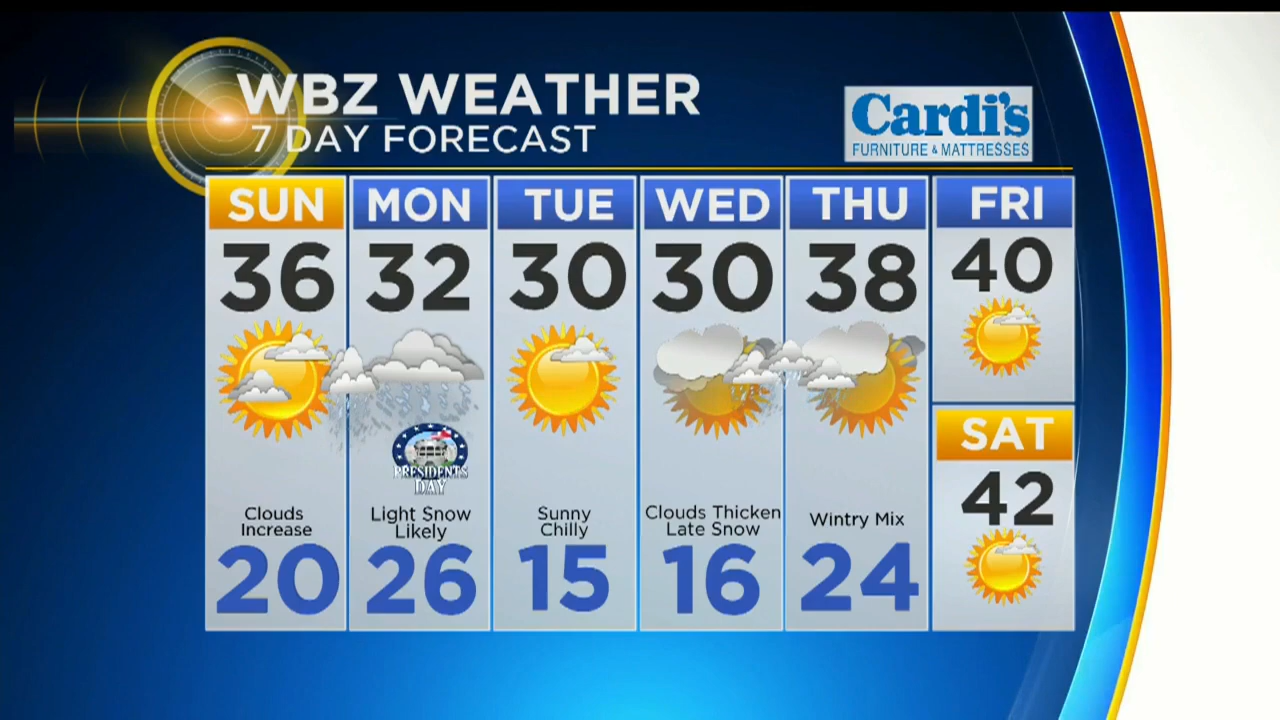 WBZ WEATHER
7 DAY FORECAST
Cardi's
FURNITURE & MATTRESSES
SUN
36
Clouds
Increase
20
MON
32
PRESIDENTS
DAY
Light Snow
Likely
26
TUE
30
Sunny
Chilly
15
WED
30
Clouds Thicken
Late Snow
16
THU
38
Wintry Mix
24
FRI
40
SAT
42